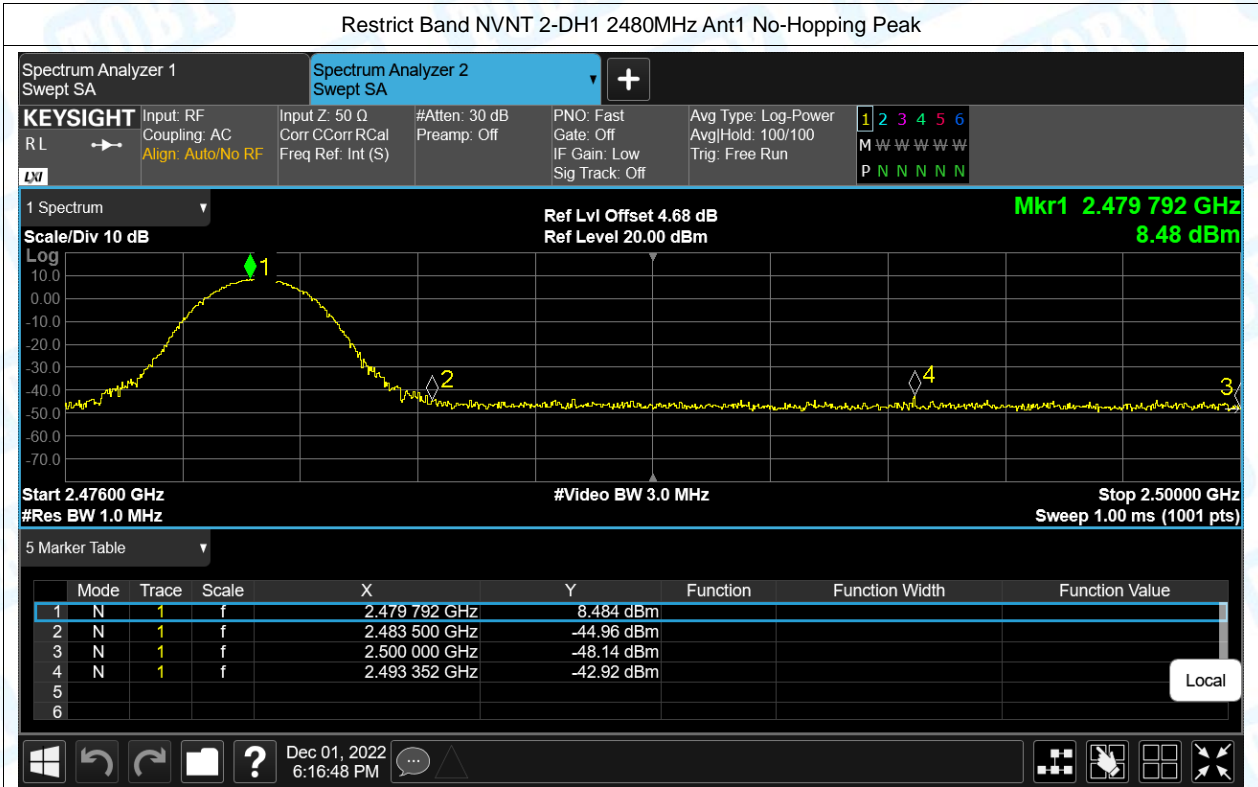 Restrict Band NVNT 2-DH1 2480MHz Ant1 No-Hopping Peak
Spectrum Analyzer 1
Swept SA
Spectrum Analyzer 2
Swept SA
KEYSIGHT
R L
LXI
Input: RF
Coupling: AC
Align: Auto/No RF
Input Z: 50 Ω
Corr CCorr RCal
Freq Ref: Int (S)
#Atten: 30 dB
Preamp: Off
PNO: Fast
Gate: Off
IF Gain: Low
Sig Track: Off
Avg Type: Log-Power
Avg|Hold: 100/100
Trig: Free Run
1 2 3 4 5 6
M W W W W W
P N N N N N
1 Spectrum
Scale/Div 10 dB
Ref Lvl Offset 4.68 dB
Ref Level 20.00 dBm
Mkr1 2.479 792 GHz
8.48 dBm
Log
10.0
0.00
-10.0
-20.0
-30.0
-40.0
-50.0
-60.0
-70.0
1
2
4
3
Start 2.47600 GHz
#Res BW 1.0 MHz
#Video BW 3.0 MHz
Stop 2.50000 GHz
Sweep 1.00 ms (1001 pts)
5 Marker Table
Mode Trace Scale X Y Function Function Width Function Value
1 N 1 f 2.479 792 GHz 8.484 dBm
2 N 1 f 2.483 500 GHz -44.96 dBm
3 N 1 f 2.500 000 GHz -48.14 dBm
4 N 1 f 2.493 352 GHz -42.92 dBm
5
6
Local
?
Dec 01, 2022
6:16:48 PM